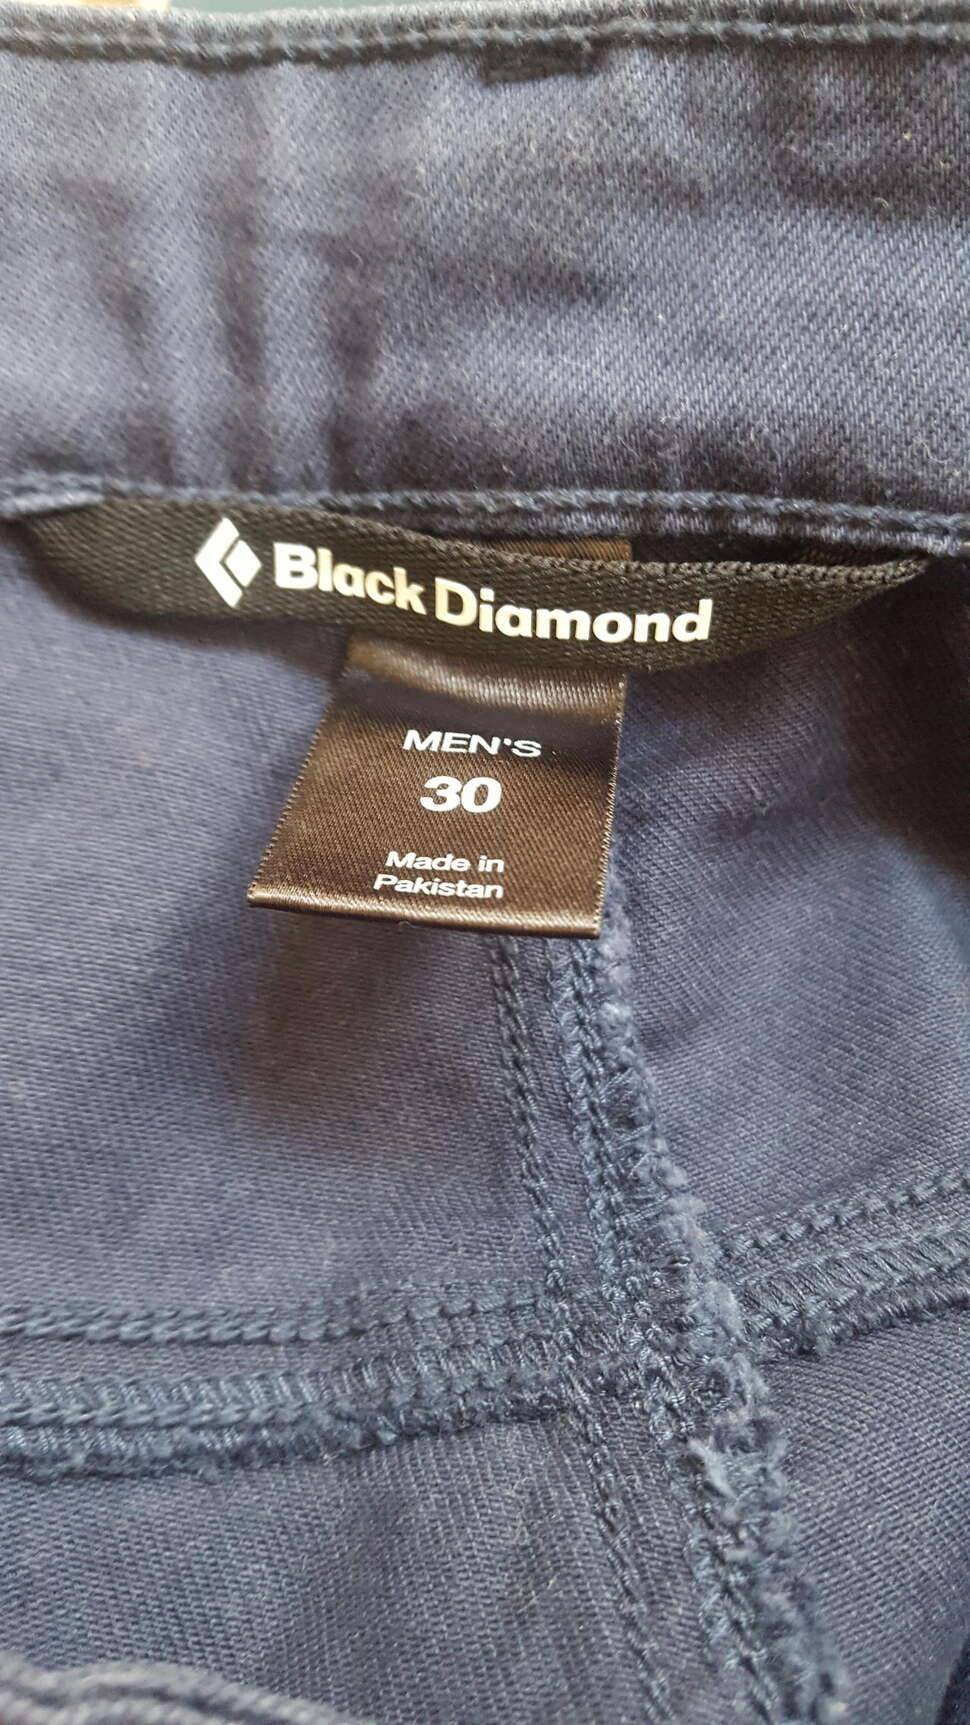 Black Diamond
MEN'S
30
Made in
Pakistan